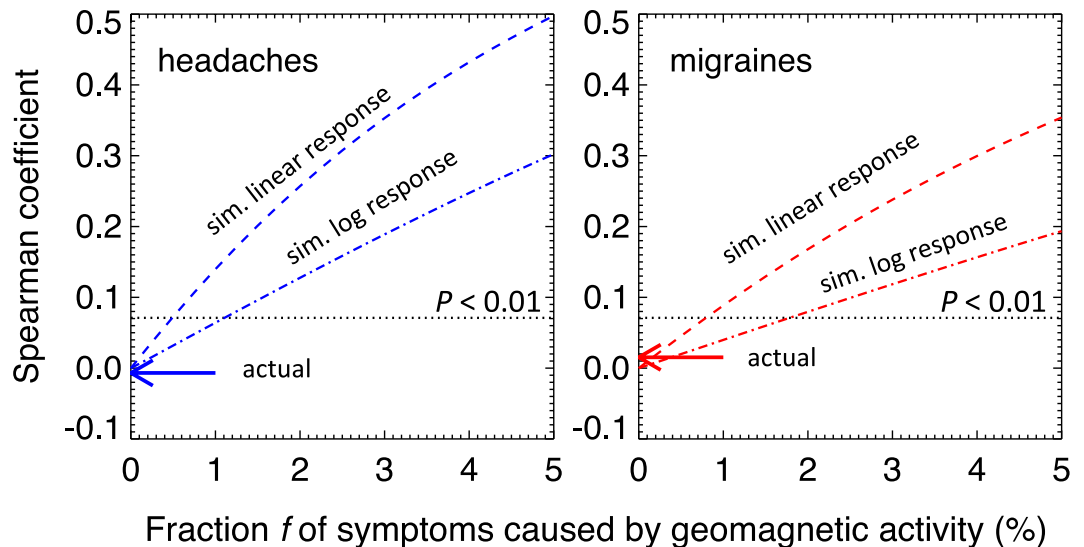 headaches
migraines
Spearman coefficient
0.5
0.4
0.3
0.2
0.1
0.0
-0.1
sim. linear response
sim. log response
P < 0.01
actual
0 1 2 3 4 5
0.5
0.4
0.3
0.2
0.1
0.0
-0.1
sim. linear response
sim. log response
P < 0.01
actual
0 1 2 3 4 5
Fraction f of symptoms caused by geomagnetic activity (%)